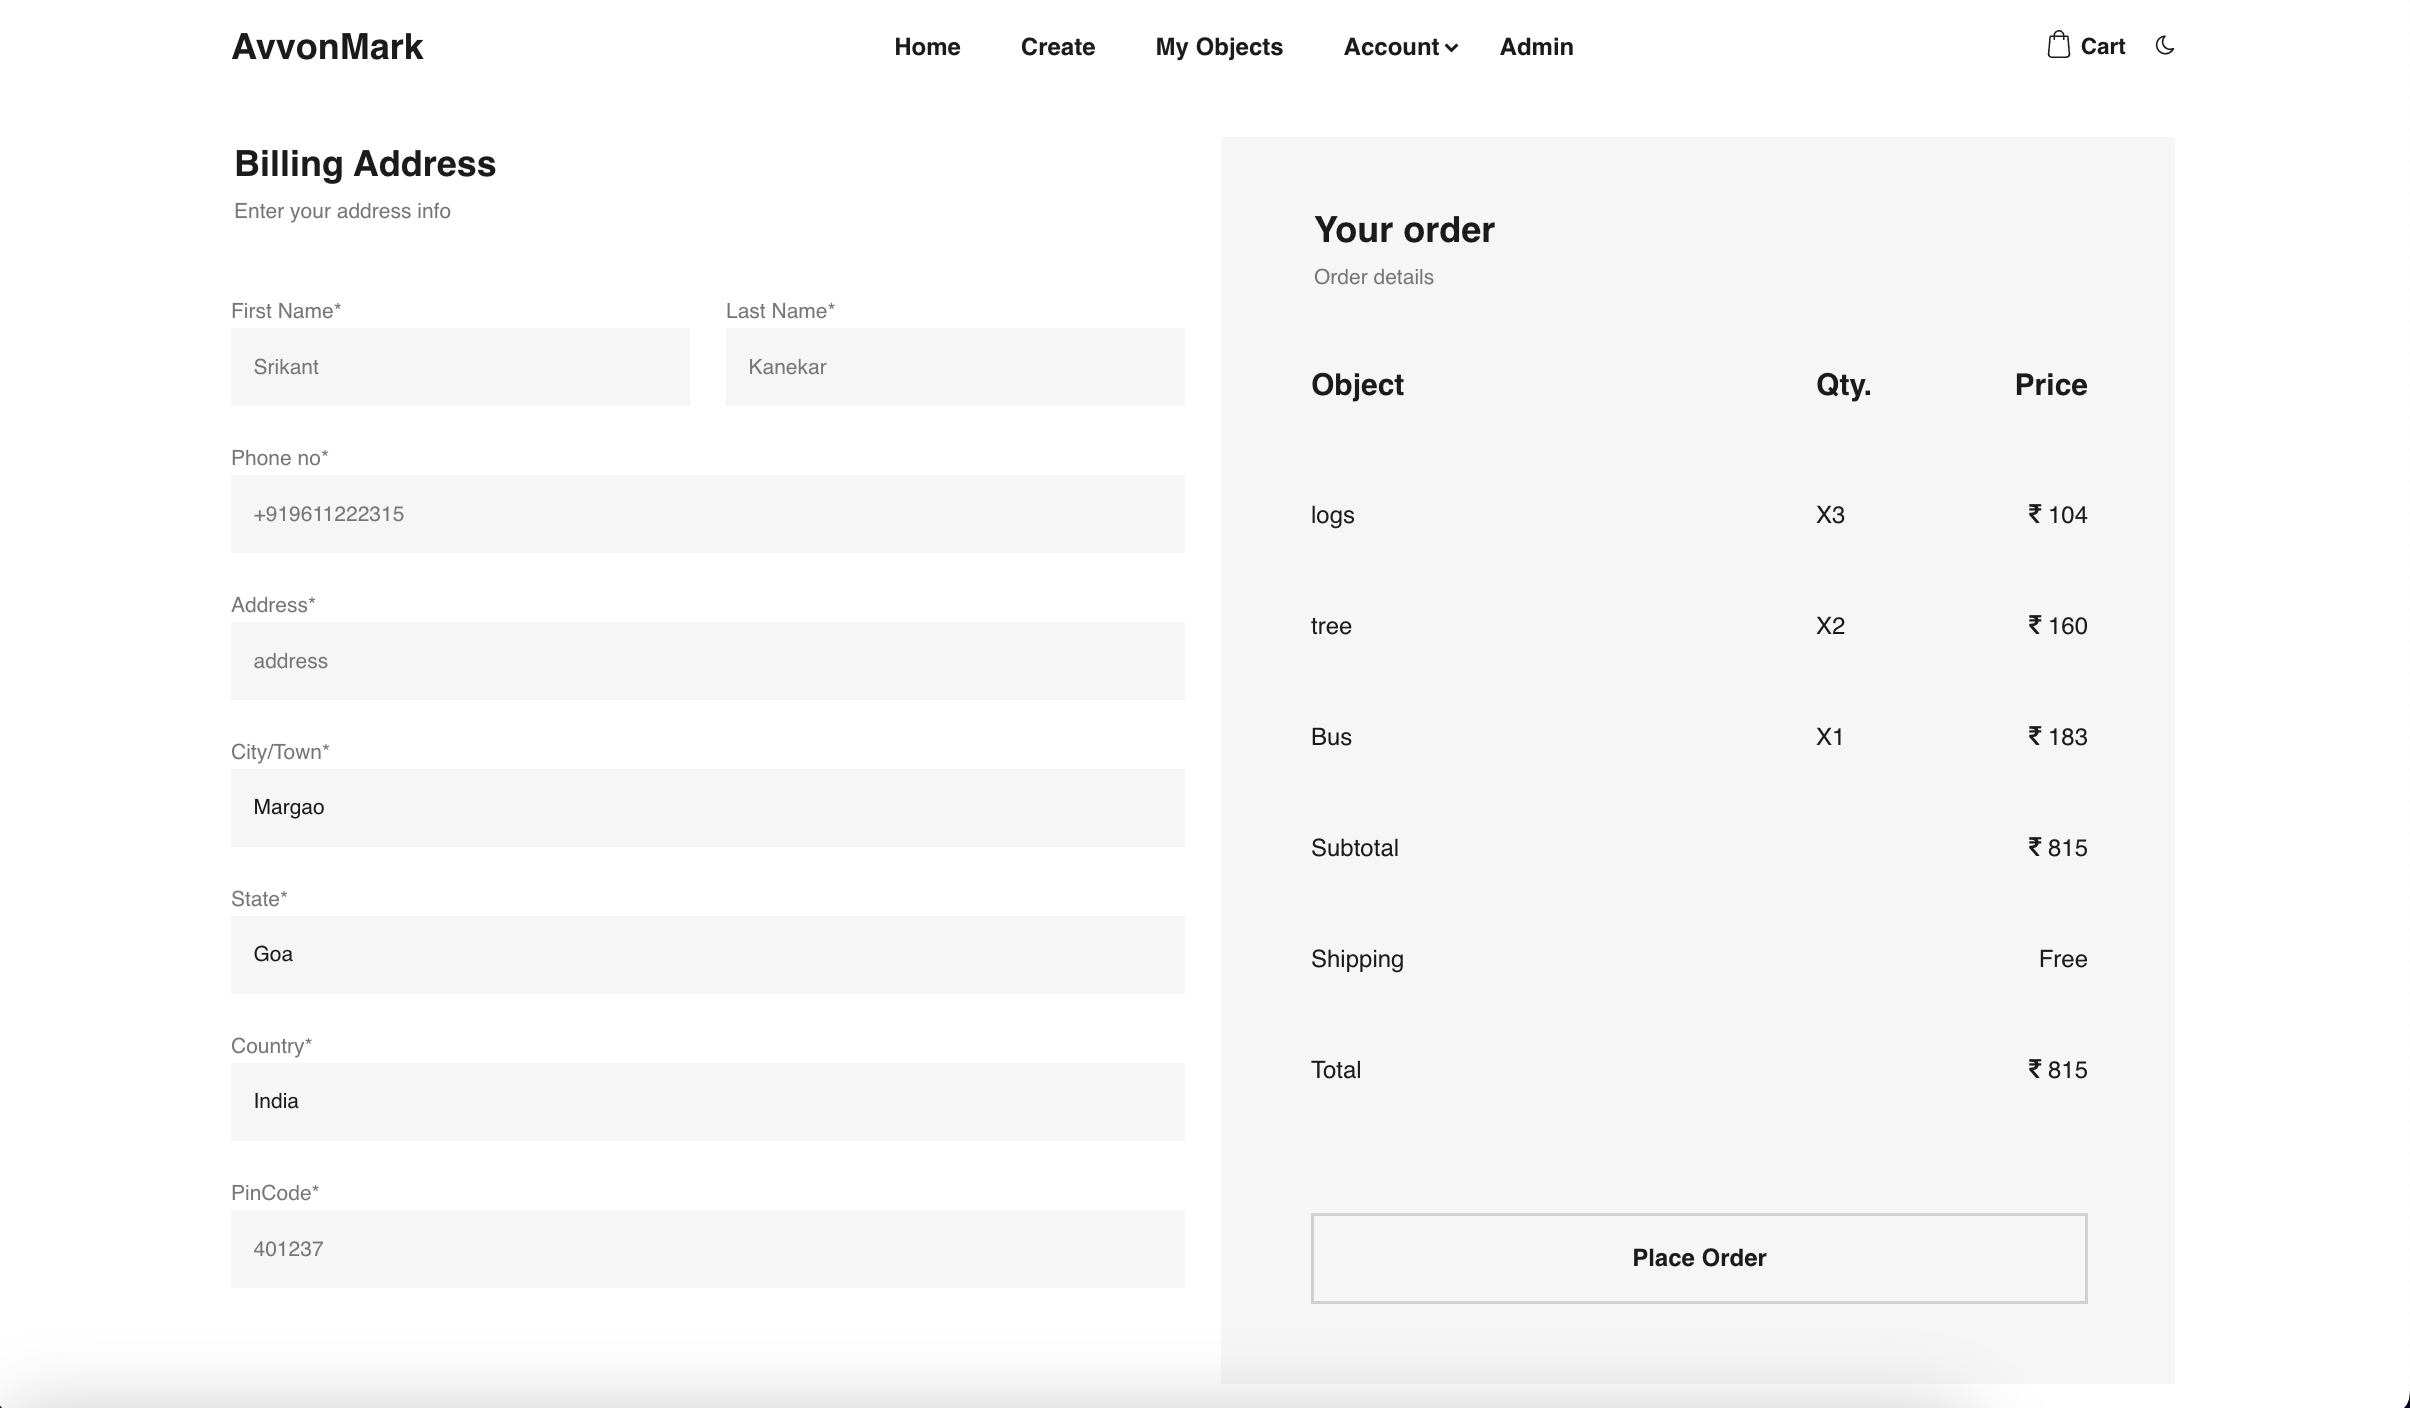 AvvonMark
Home Create My Objects Account Admin
Cart
Billing Address
Enter your address info
First Name* Last Name*
Srikant Kanekar
Phone no*
+919611222315
Address*
address
City/Town*
Margao
State*
Goa
Country*
India
PinCode*
401237
Your order
Order details
Object Qty. Price
logs X3 ₹ 104
tree X2 ₹ 160
Bus X1 ₹ 183
Subtotal ₹ 815
Shipping Free
Total ₹ 815
Place Order